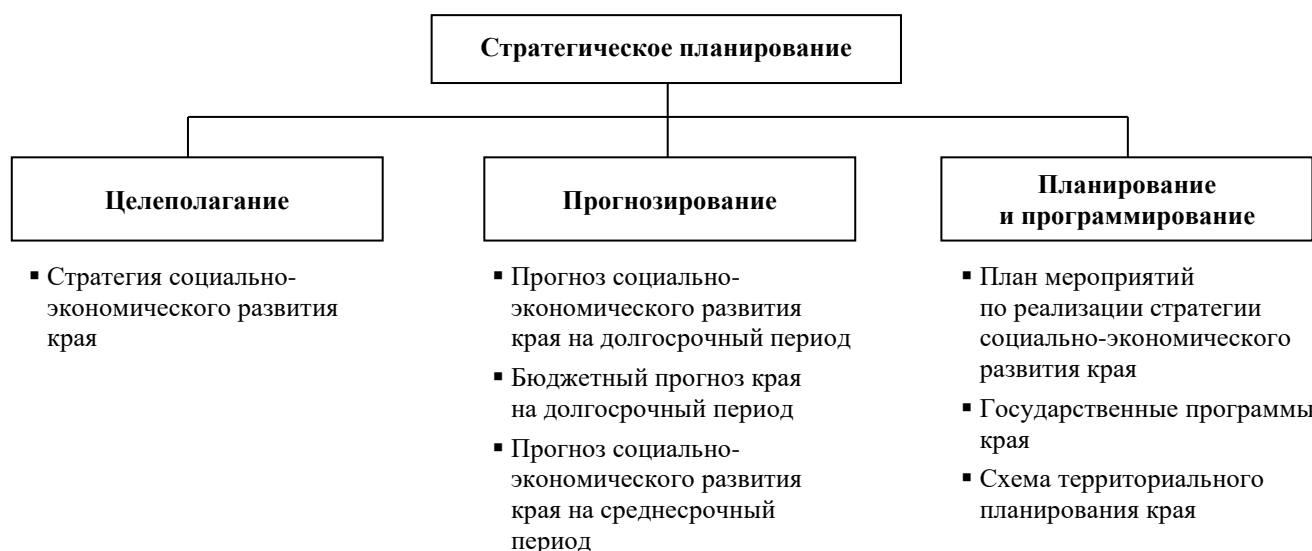 Стратегическое планирование
Целеполагание
▪ Стратегия социально-
экономического развития
края
Прогнозирование
▪ Прогноз социально-
экономического развития
края на долгосрочный период
▪ Бюджетный прогноз края
на долгосрочный период
▪ Прогноз социально-
экономического развития
края на среднесрочный
период
Планирование
и программирование
▪ План мероприятий
по реализации стратегии
социально-экономического
развития края
▪ Государственные программы
края
▪ Схема территориального
планирования края